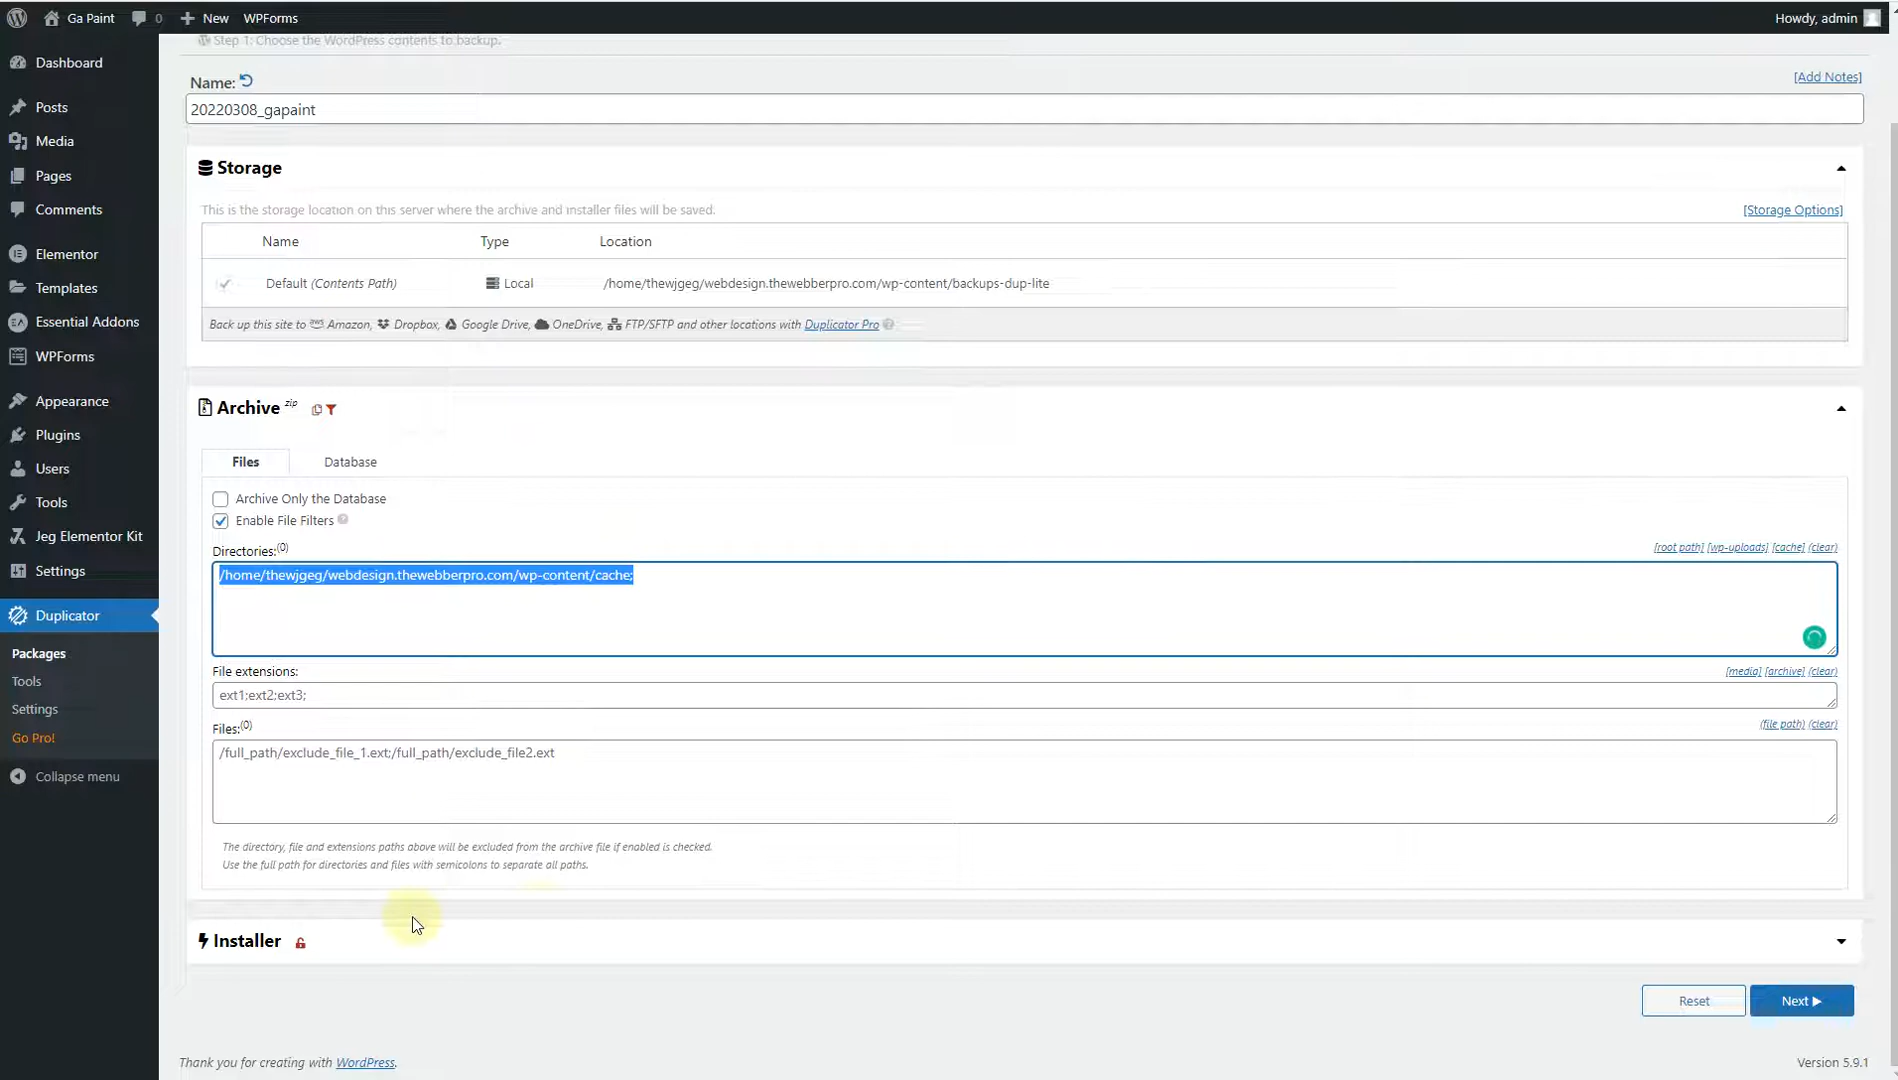 Ga Paint 0 New WPForms Howdy, admin
Step 1: Choose the WordPress contents to backup.
Dashboard
Posts
Media
Pages
Comments
Elementor
Templates
Essential Addons
WPForms
Appearance
Plugins
Users
Tools
Jeg Elementor Kit
Settings
Duplicator
Packages
Tools
Settings
Go Pro!
Collapse menu
Name: [Add Notes]
20220308_gapaint
Storage
This is the storage location on this server where the archive and installer files will be saved. [Storage Options]
Name Type Location
Default (Contents Path) Local /home/thewjgeg/webdesign.thewebberpro.com/wp-content/backups-dup-lite
Back up this site to Amazon, Dropbox, Google Drive, OneDrive, FTP/SFTP and other locations with Duplicator Pro
Archive zip
Files Database
Archive Only the Database
Enable File Filters
Directories:(0) [root path] [wp-uploads] [cache] (clear)
/home/thewjgeg/webdesign.thewebberpro.com/wp-content/cache;
File extensions: [media] [archive] (clear)
ext1;ext2;ext3;
Files:(0) (file path) (clear)
/full_path/exclude_file_1.ext;/full_path/exclude_file2.ext
The directory, file and extensions paths above will be excluded from the archive file if enabled is checked.
Use the full path for directories and files with semicolons to separate all paths.
Installer
Reset Next
Thank you for creating with WordPress. Version 5.9.1